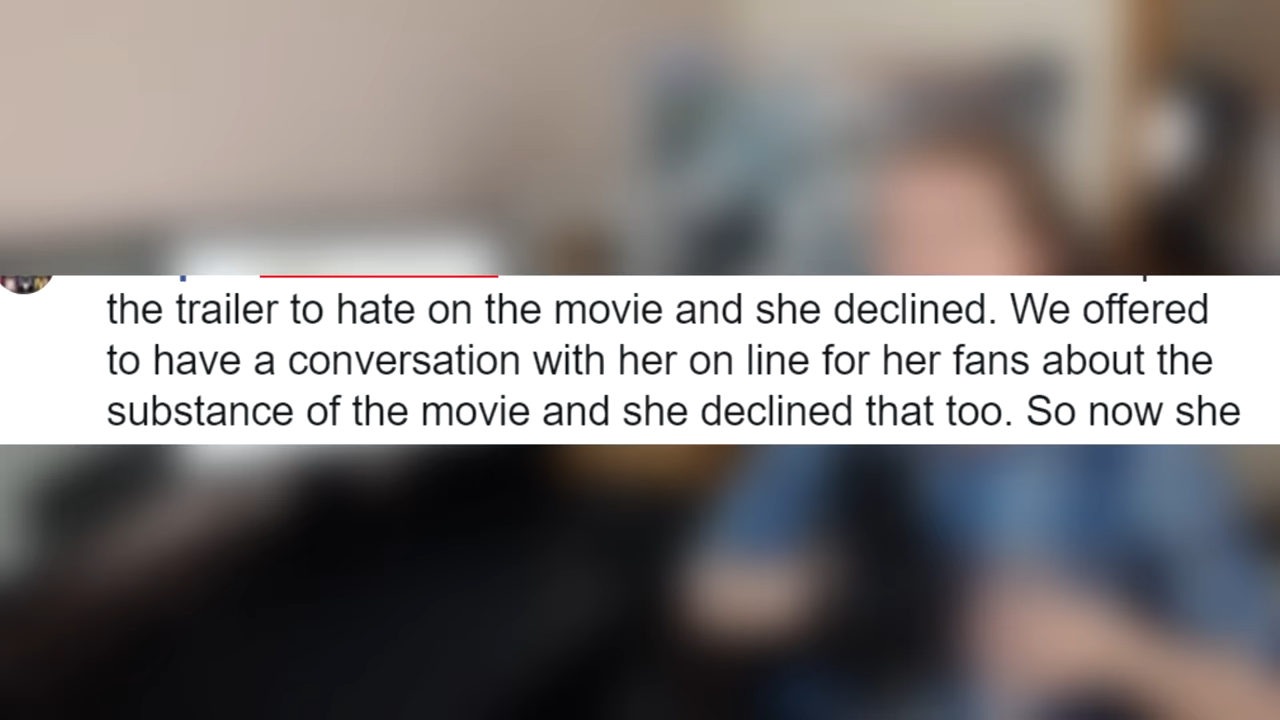 the trailer to hate on the movie and she declined. We offered
to have a conversation with her on line for her fans about the
substance of the movie and she declined that too. So now she